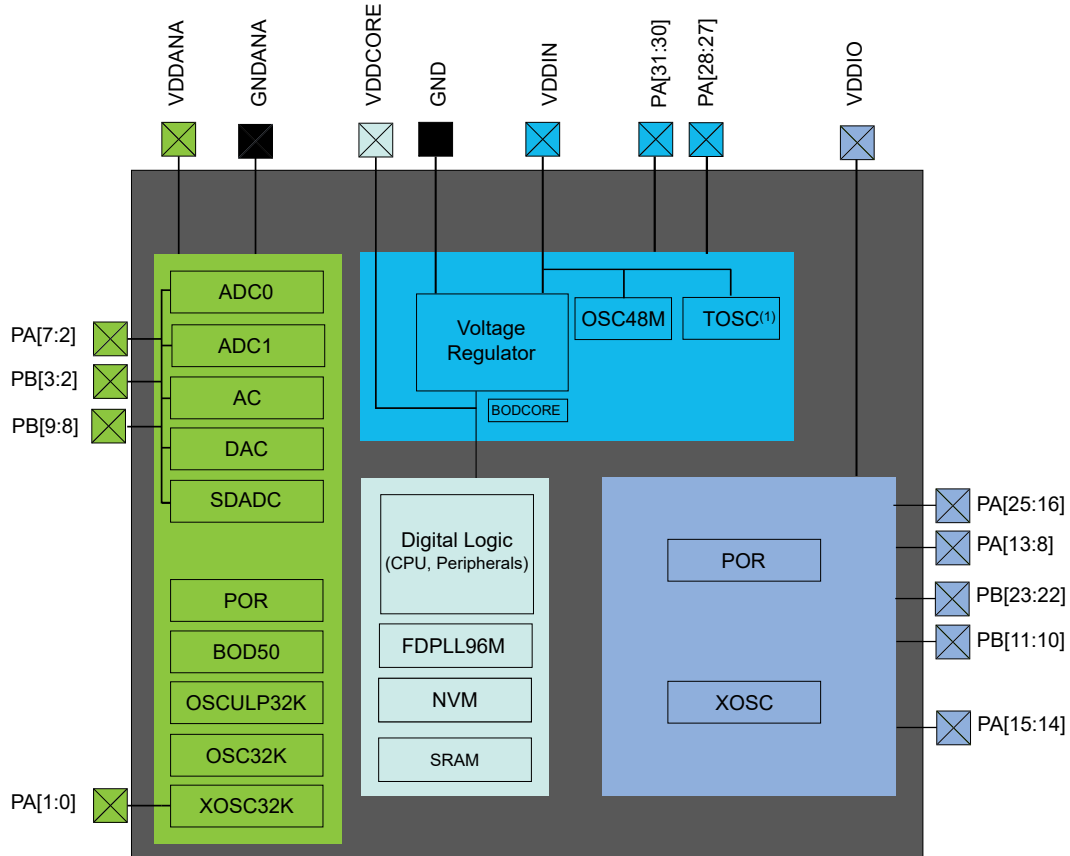 VDDANA
GNDANA
VDDCORE
GND
VDDIN
PA[31:30]
PA[28:27]
VDDIO
PA[7:2]
PB[3:2]
PB[9:8]
PA[1:0]
ADC0
ADC1
AC
DAC
SDADC
POR
BOD50
OSCULP32K
OSC32K
XOSC32K
Voltage
Regulator
OSC48M
TOSC(1)
BODCORE
Digital Logic
(CPU, Peripherals)
FDPLL96M
NVM
SRAM
POR
XOSC
PA[25:16]
PA[13:8]
PB[23:22]
PB[11:10]
PA[15:14]